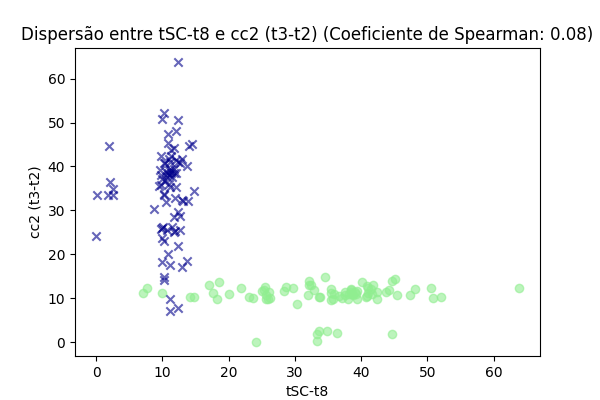 Dispersão entre tSC-t8 e cc2 (t3-t2) (Coeficiente de Spearman: 0.08)
60
50
40
30
20
10
0
cc2 (t3-t2)
0 10 20 30 40 50 60
tSC-t8